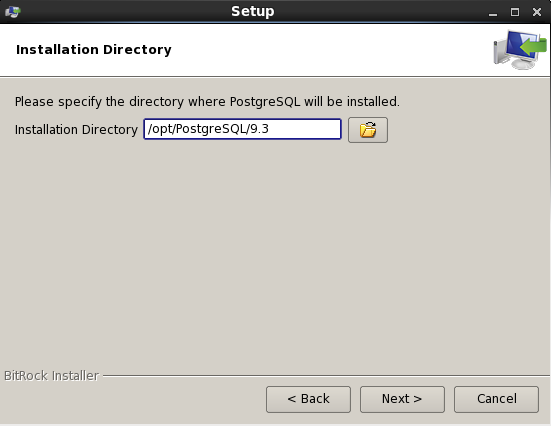 Setup
Installation Directory
Please specify the directory where PostgreSQL will be installed.
Installation Directory /opt/PostgreSQL/9.3
BitRock Installer
< Back Next > Cancel